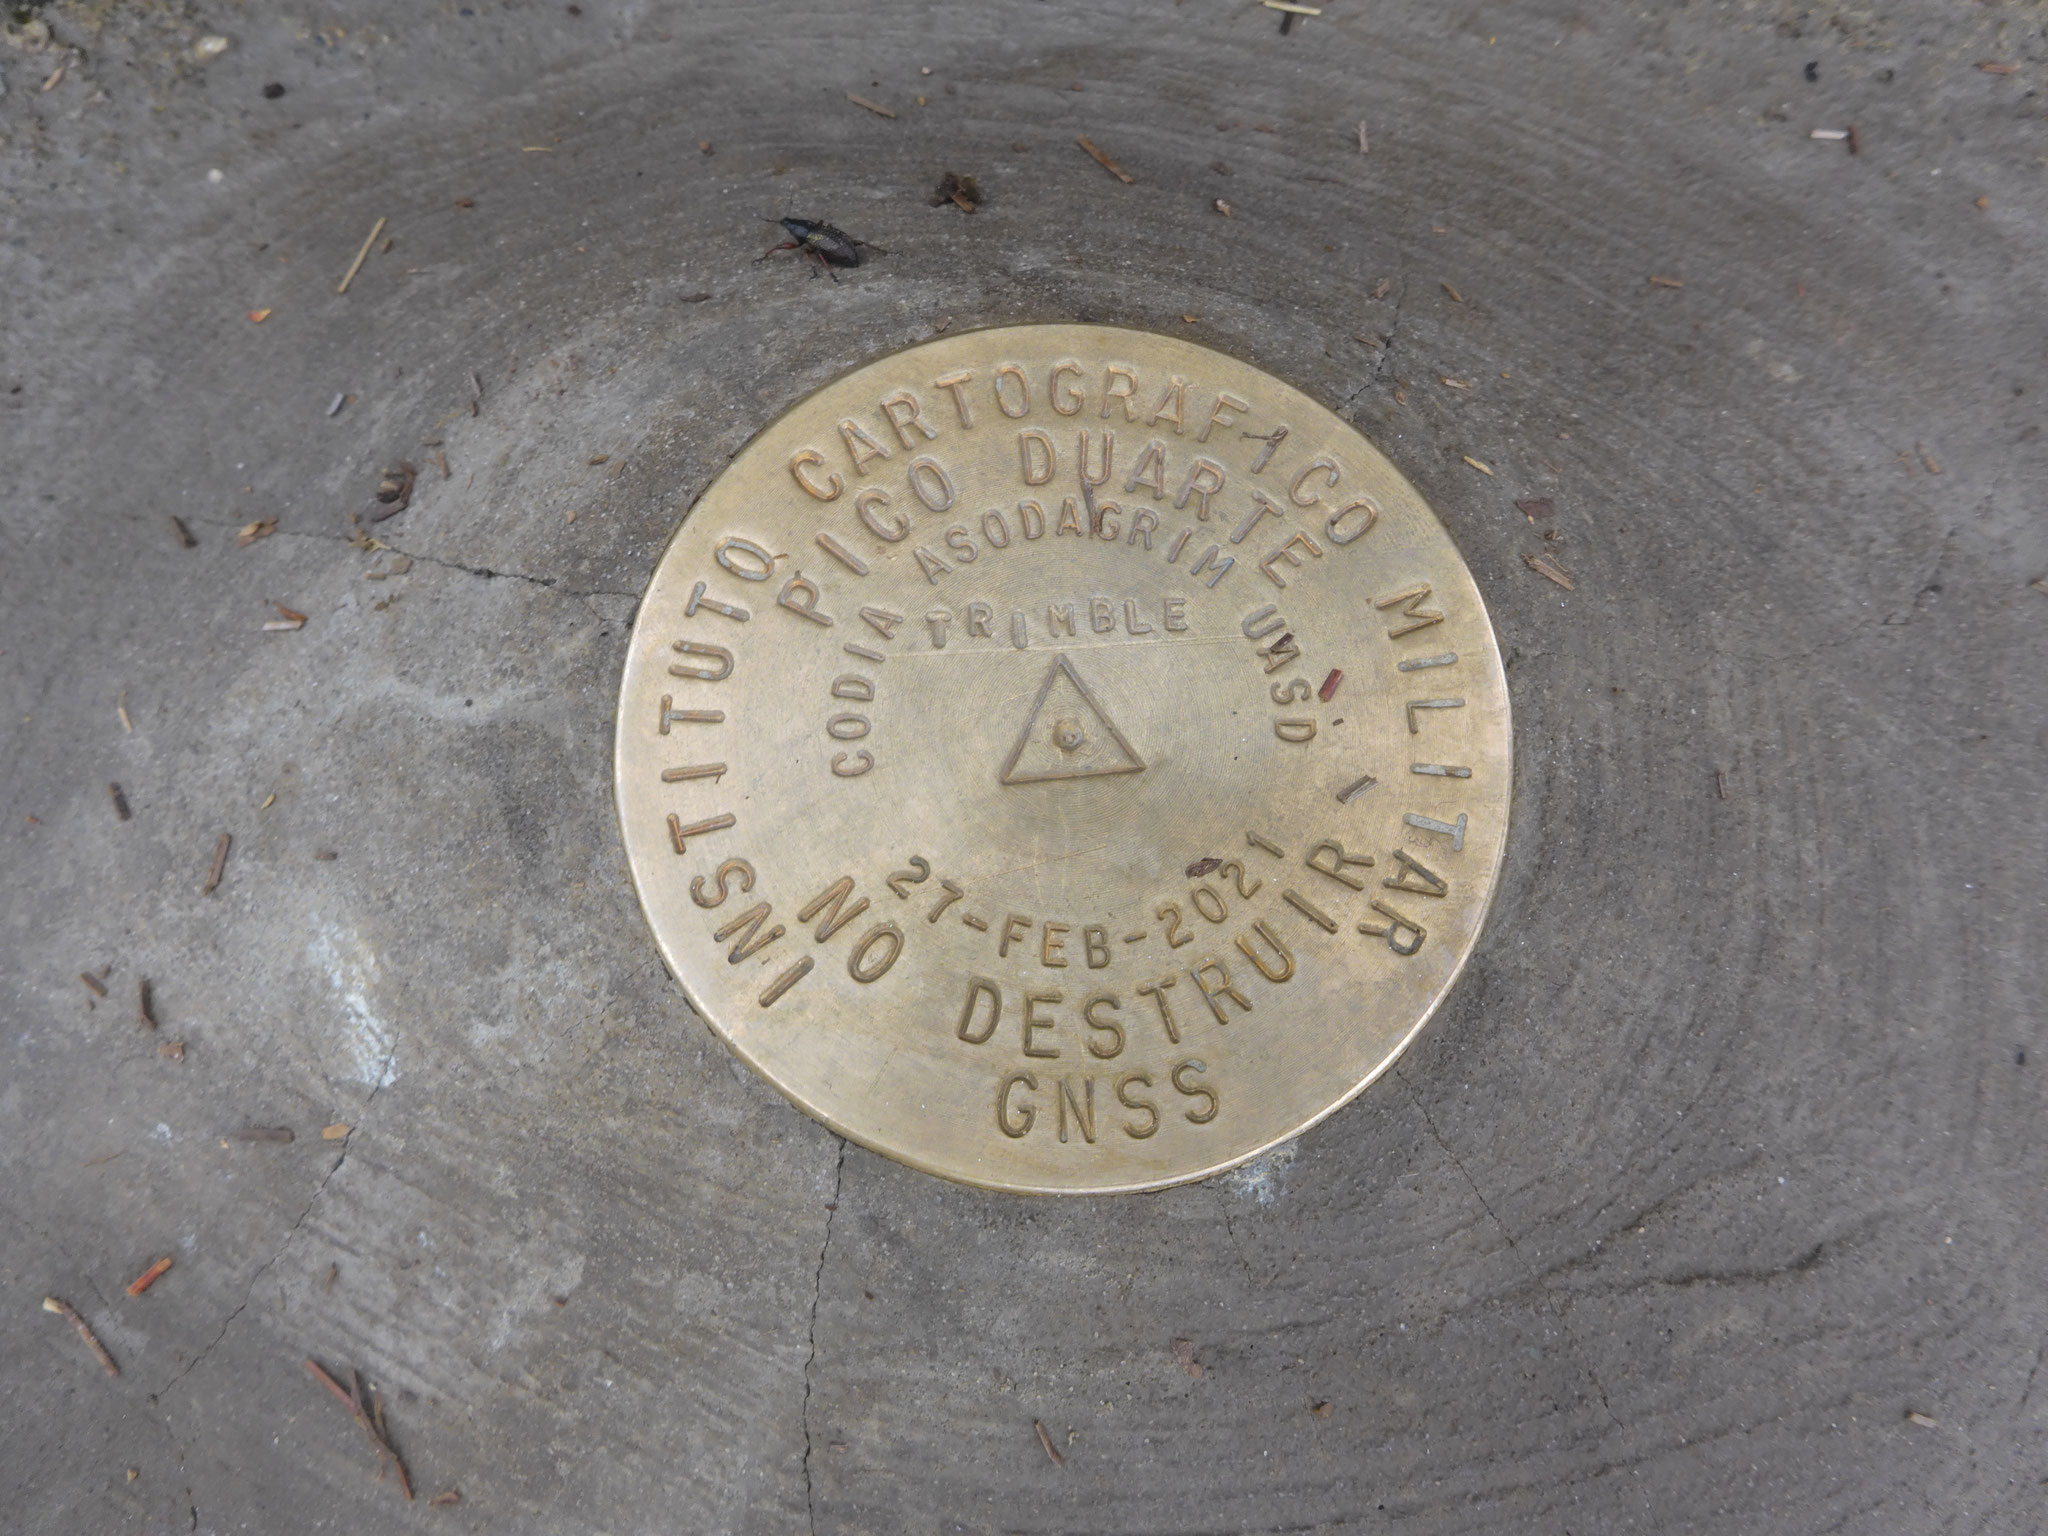 INSTITUTO CARTOGRAFICO MILITAR
PICO DUARTE
CODIA ASODAGRIM UASD
TRIMBLE
27-FEB-2021
NO DESTRUIR
GNSS